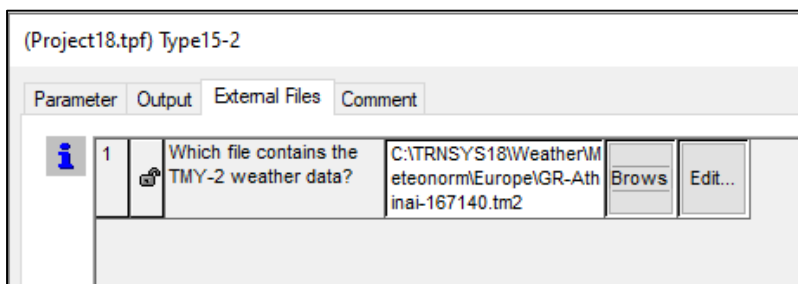 (Project18.tpf) Type15-2
Parameter Output External Files Comment
i 1 Which file contains the TMY-2 weather data? C:\TRNSYS18\Weather\M
eteonorm\Europe\GR-Ath
inai-167140.tm2 Brows Edit...